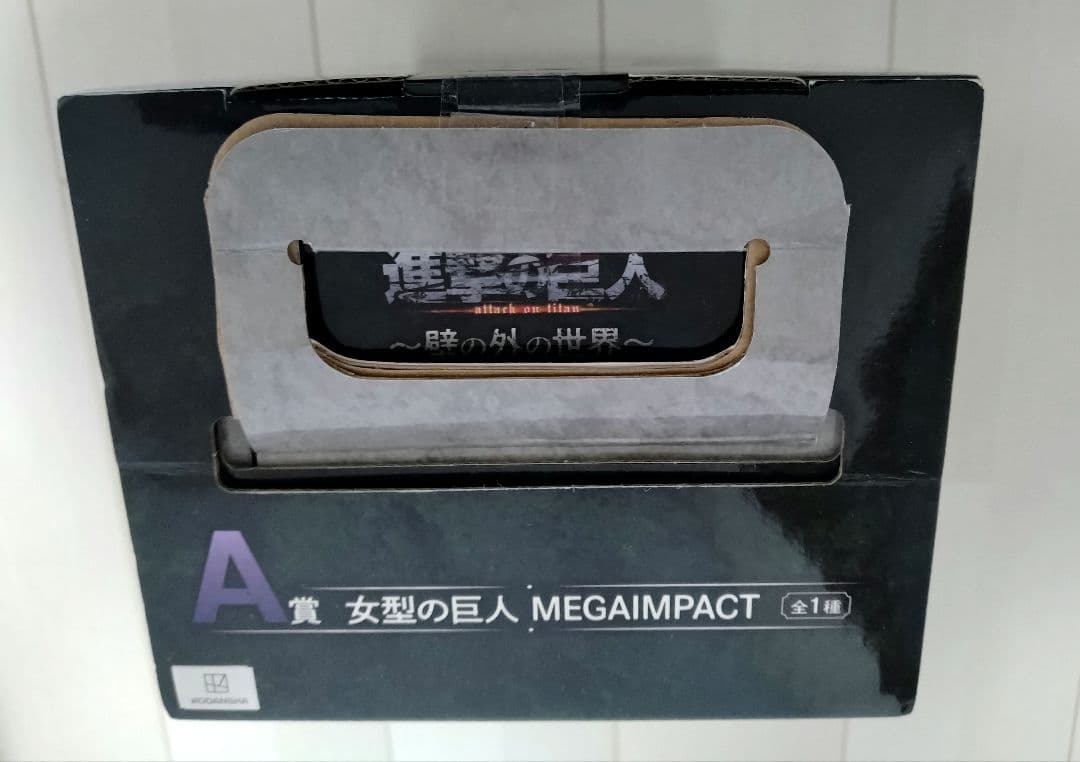 進撃の巨人
attack on titan
〜壁の外の世界〜
A賞 女型の巨人 MEGAIMPACT 全1種
KODANSHA